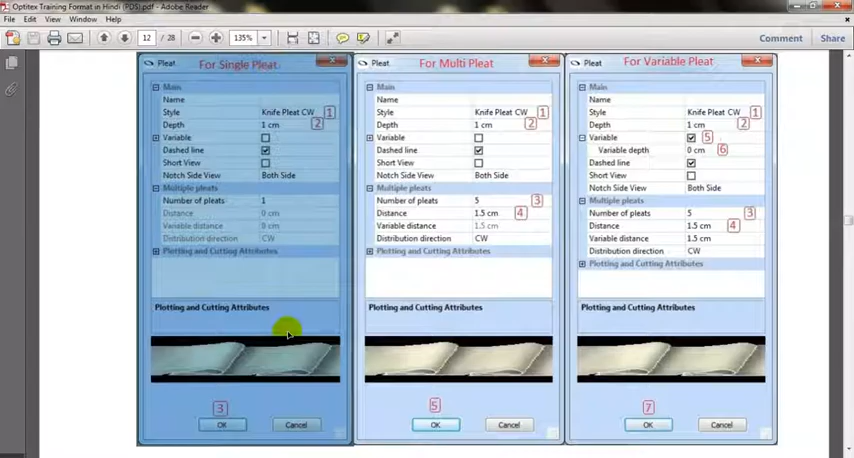 Optitex Training Format in Hindi (PDS).pdf - Adobe Reader
File Edit View Window Help
12 / 28 135% Comment Share
Pleat For Single Pleat
Main
Name
Style Knife Pleat CW 1
Depth 1 cm 2
Variable
Dashed line
Short View
Notch Side View Both Side
Multiple pleats
Number of pleats 1
Distance 0 cm
Variable distance 0 cm
Distribution direction CW
Plotting and Cutting Attributes
Plotting and Cutting Attributes
3
OK Cancel
Pleat For Multi Pleat
Main
Name
Style Knife Pleat CW 1
Depth 1 cm 2
Variable
Dashed line
Short View
Notch Side View Both Side
Multiple pleats
Number of pleats 5 3
Distance 1.5 cm 4
Variable distance 1.5 cm
Distribution direction CW
Plotting and Cutting Attributes
Plotting and Cutting Attributes
5
OK Cancel
Pleat For Variable Pleat
Main
Name
Style Knife Pleat CW 1
Depth 1 cm 2
Variable 5
Variable depth 0 cm 6
Dashed line
Short View
Notch Side View Both Side
Multiple pleats
Number of pleats 5 3
Distance 1.5 cm 4
Variable distance 1.5 cm
Distribution direction CW
Plotting and Cutting Attributes
Plotting and Cutting Attributes
7
OK Cancel